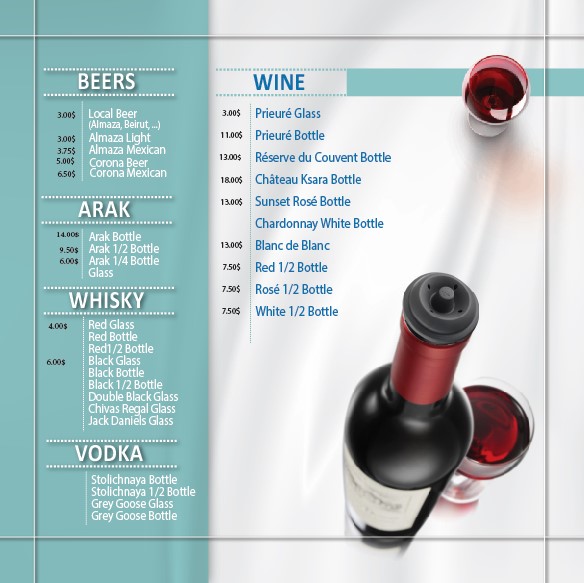 BEERS
3.00$ Local Beer
(Almaza, Beirut, ...)
3.00$ Almaza Light
3.75$ Almaza Mexican
5.00$ Corona Beer
6.50$ Corona Mexican
ARAK
14.00$ Arak Bottle
9.50$ Arak 1/2 Bottle
6.00$ Arak 1/4 Bottle
Glass
WHISKY
4.00$ Red Glass
Red Bottle
Red1/2 Bottle
6.00$ Black Glass
Black Bottle
Black 1/2 Bottle
Double Black Glass
Chivas Regal Glass
Jack Daniels Glass
VODKA
Stolichnaya Bottle
Stolichnaya 1/2 Bottle
Grey Goose Glass
Grey Goose Bottle
WINE
3.00$ Prieuré Glass
11.00$ Prieuré Bottle
13.00$ Réserve du Couvent Bottle
18.00$ Château Ksara Bottle
13.00$ Sunset Rosé Bottle
Chardonnay White Bottle
13.00$ Blanc de Blanc
7.50$ Red 1/2 Bottle
7.50$ Rosé 1/2 Bottle
7.50$ White 1/2 Bottle